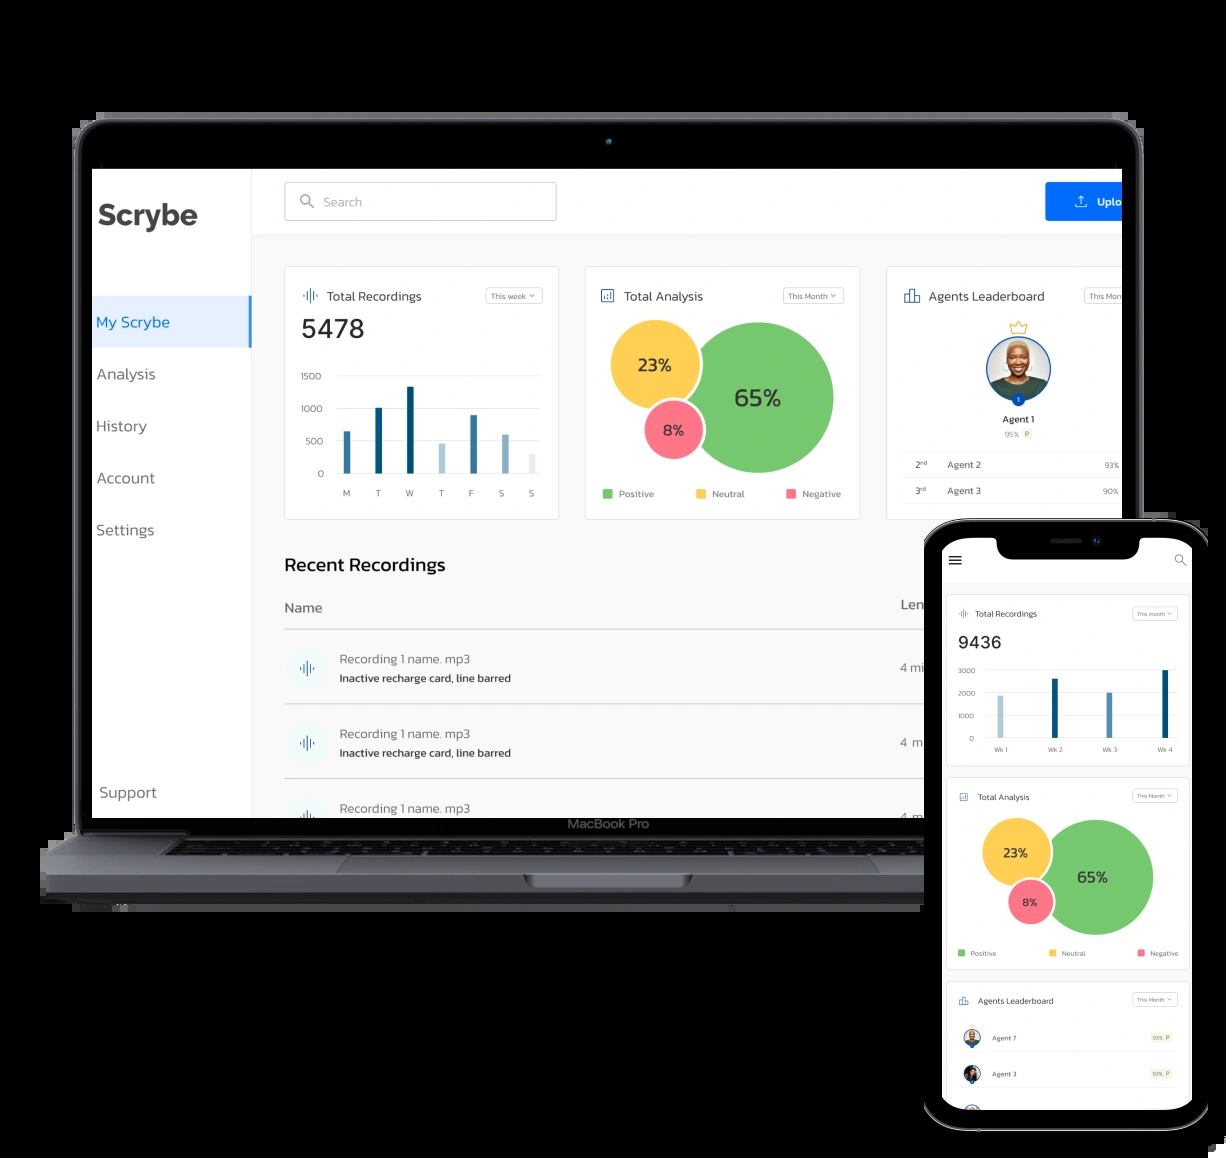 Scrybe
Search
Uplo
My Scrybe
Analysis
History
Account
Settings
Support
Total Recordings
This week
5478
1500
1000
500
0
M T W T F S S
Total Analysis
This Month
23%
65%
8%
Positive Neutral Negative
Agents Leaderboard
This Mon
1
Agent 1
95% P
2nd Agent 2 93%
3rd Agent 3 90%
Recent Recordings
Name Len
Recording 1 name. mp3
Inactive recharge card, line barred
4 mi
Recording 1 name. mp3
Inactive recharge card, line barred
4 m
Recording 1 name. mp3
4 m
MacBook Pro
Total Recordings
This month
9436
3000
2000
1000
0
Wk 1 Wk 2 Wk 3 Wk 4
Total Analysis
This Month
23%
65%
8%
Positive Neutral Negative
Agents Leaderboard
This Month
Agent 7 93% P
Agent 3 93% P